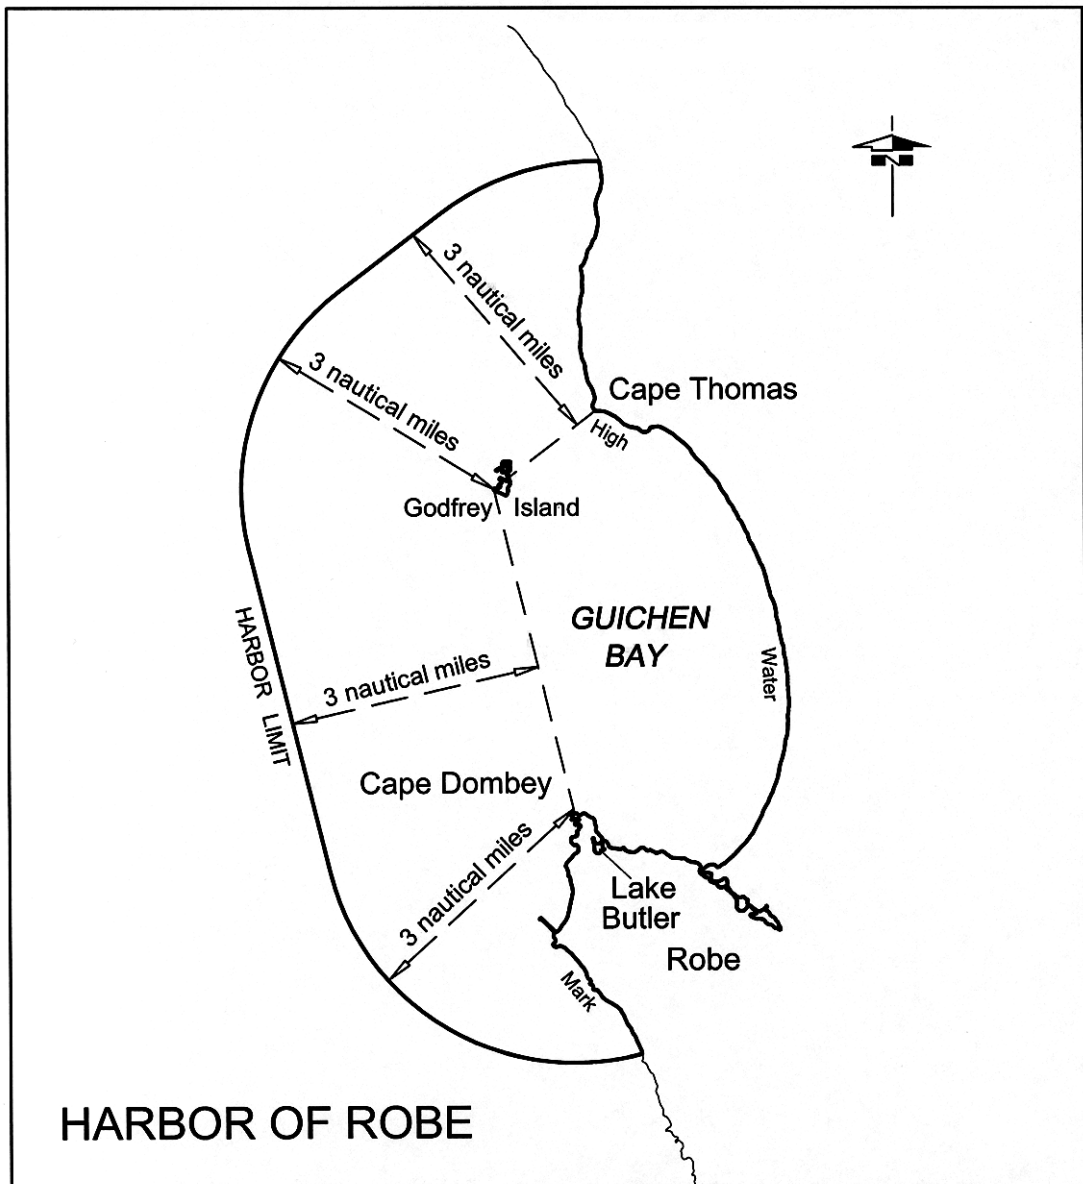 N
3 nautical miles
3 nautical miles
Cape Thomas
High
Godfrey Island
GUICHEN
BAY
HARBOR LIMIT
Water
3 nautical miles
Cape Dombey
3 nautical miles
Lake
Butler
Robe
Mark
HARBOR OF ROBE